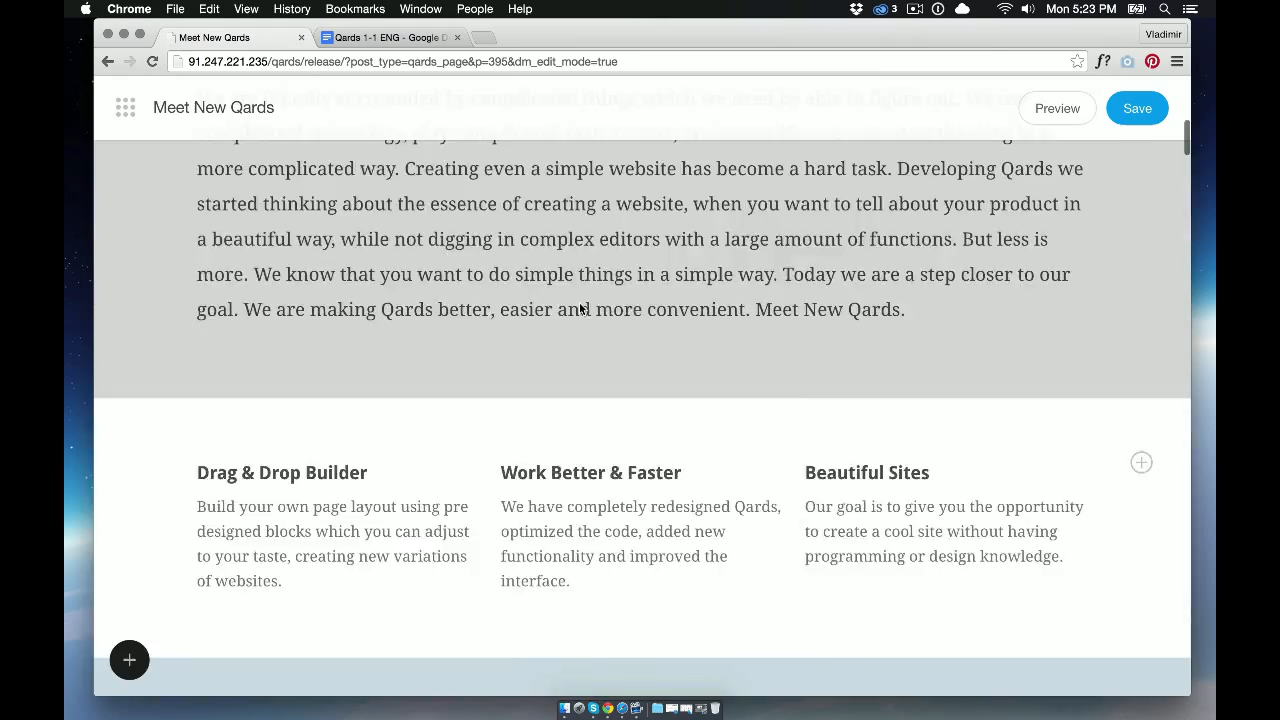 Chrome File Edit View History Bookmarks Window People Help 3 Mon 5:23 PM
Meet New Qards Qards 1-1 ENG - Google D Vladimir
91.247.221.235/qards/release/?post_type=qards_page&p=395&dm_edit_mode=true f?
Meet New Qards Preview Save
more complicated way. Creating even a simple website has become a hard task. Developing Qards we
started thinking about the essence of creating a website, when you want to tell about your product in
a beautiful way, while not digging in complex editors with a large amount of functions. But less is
more. We know that you want to do simple things in a simple way. Today we are a step closer to our
goal. We are making Qards better, easier and more convenient. Meet New Qards.
Drag & Drop Builder
Build your own page layout using pre
designed blocks which you can adjust
to your taste, creating new variations
of websites.
Work Better & Faster
We have completely redesigned Qards,
optimized the code, added new
functionality and improved the
interface.
Beautiful Sites
Our goal is to give you the opportunity
to create a cool site without having
programming or design knowledge.